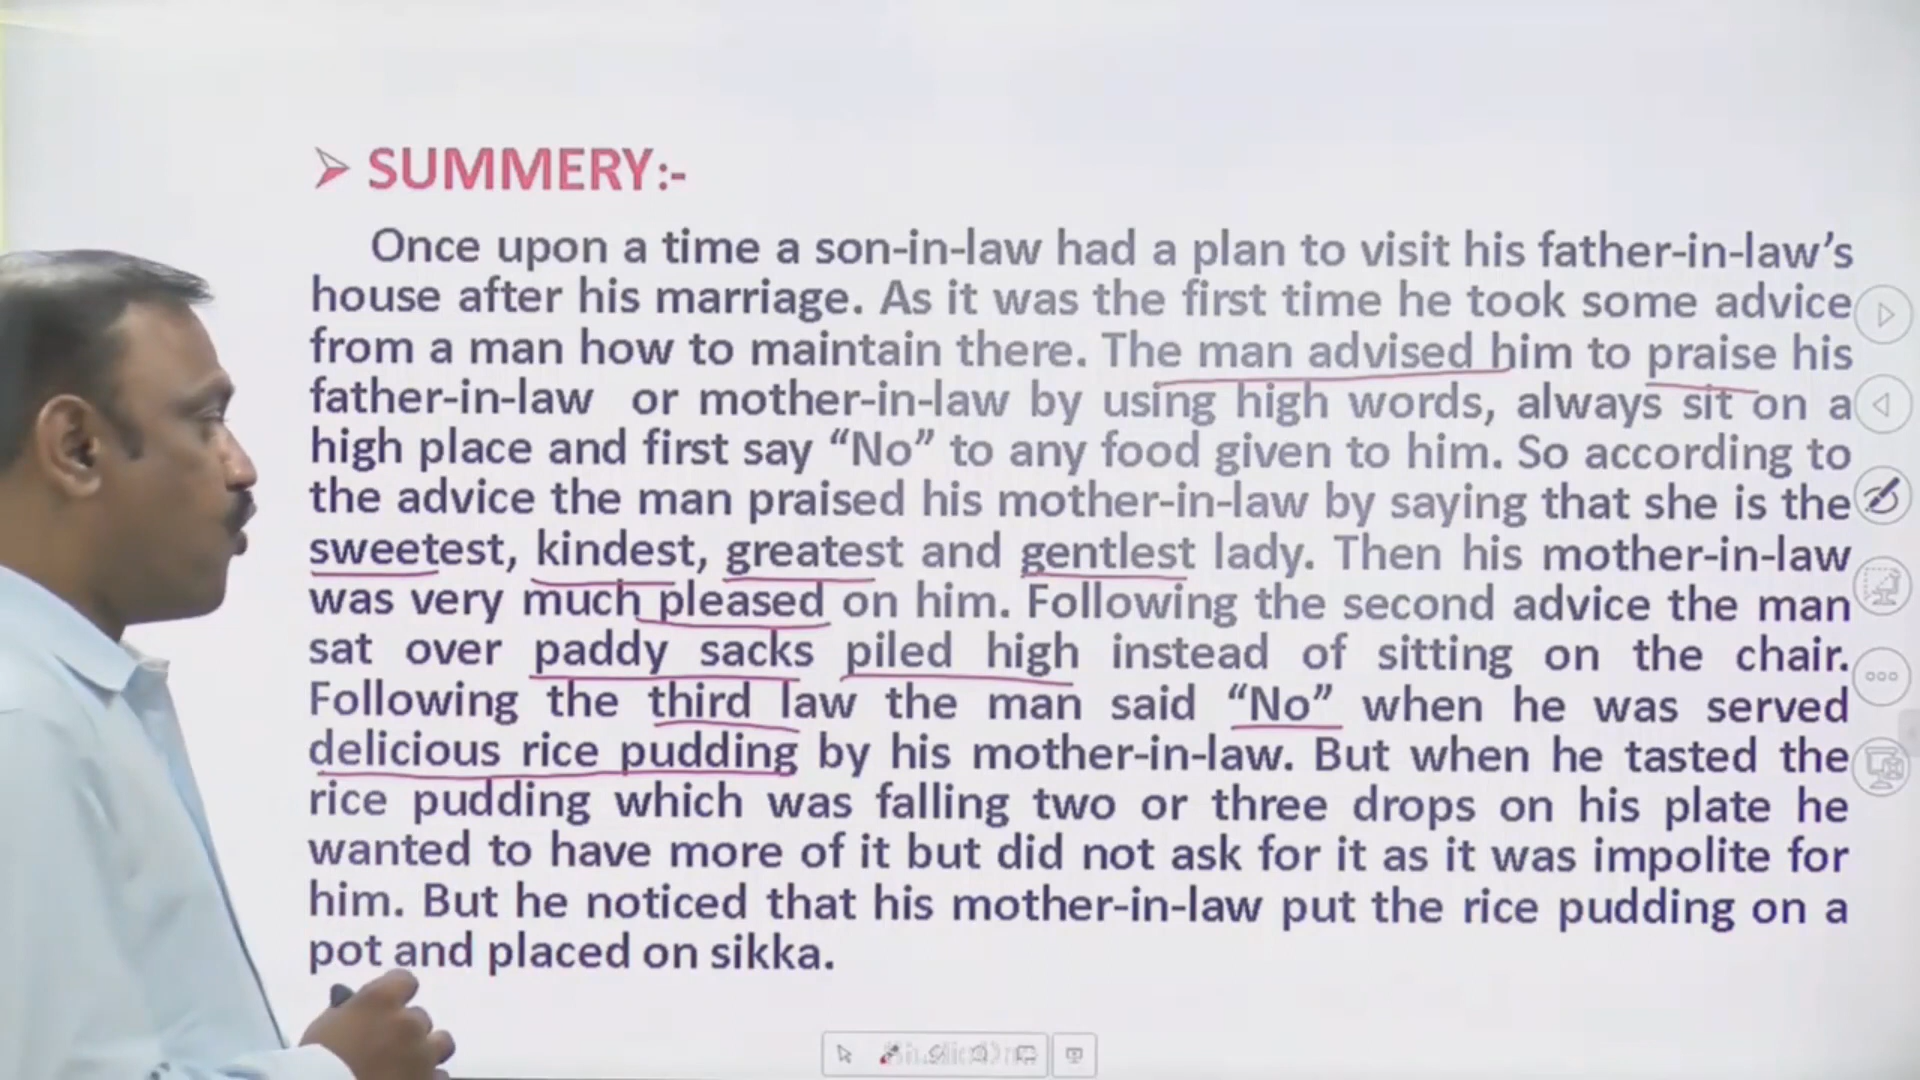 SUMMERY:-
Once upon a time a son-in-law had a plan to visit his father-in-law’s
house after his marriage. As it was the first time he took some advice
from a man how to maintain there. The man advised him to praise his
father-in-law or mother-in-law by using high words, always sit on a
high place and first say “No” to any food given to him. So according to
the advice the man praised his mother-in-law by saying that she is the
sweetest, kindest, greatest and gentlest lady. Then his mother-in-law
was very much pleased on him. Following the second advice the man
sat over paddy sacks piled high instead of sitting on the chair.
Following the third law the man said “No” when he was served
delicious rice pudding by his mother-in-law. But when he tasted the
rice pudding which was falling two or three drops on his plate he
wanted to have more of it but did not ask for it as it was impolite for
him. But he noticed that his mother-in-law put the rice pudding on a
pot and placed on sikka.